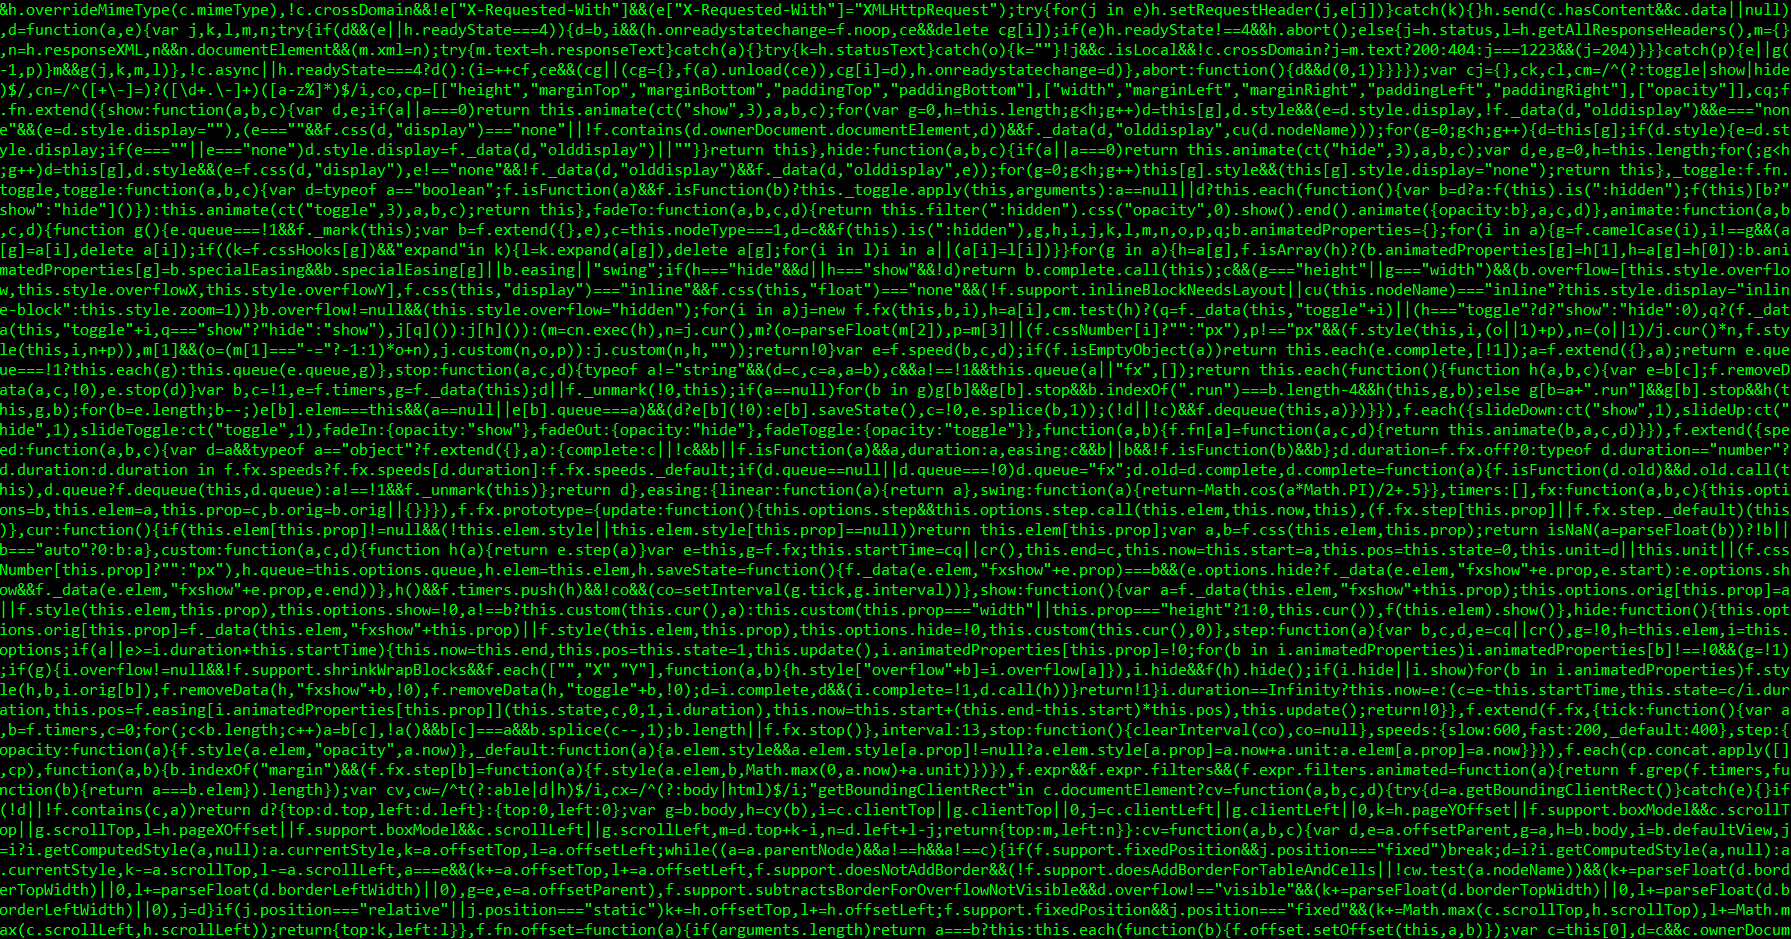 &h.overrideMimeType(c.mimeType),!c.crossDomain&&!e["X-Requested-With"]&&(e["X-Requested-With"]="XMLHttpRequest");try{for(j in e)h.setRequestHeader(j,e[j])}catch(k){}h.send(c.hasContent&&c.data||null)
,d=function(a,e){var j,k,l,m,n;try{if(d&&(e||h.readyState===4)){d=b,i&&(h.onreadystatechange=f.noop,ce&&delete cg[i]);if(e)h.readyState!==4&&h.abort();else{j=h.status,l=h.getAllResponseHeaders(),m={}
,n=h.responseXML,n&&n.documentElement&&(m.xml=n);try{m.text=h.responseText}catch(a){}try{k=h.statusText}catch(o){k=""}!j&&c.isLocal&&!c.crossDomain?j=m.text?200:404:j===1223&&(j=204)}}}catch(p){e||g(
-1,p)}m&&g(j,k,m,l)},!c.async||h.readyState===4?d():(i=++cf,ce&&(cg||(cg={},f(a).unload(ce)),cg[i]=d),h.onreadystatechange=d)},abort:function(){d&&d(0,1)}}}});var cj={},ck,cl,cm=/^(?:toggle|show|hide
)$/,cn=/^([+\-]=)?([\d+.\-]+)([a-z%]*)$/i,co,cp=[["height","marginTop","marginBottom","paddingTop","paddingBottom"],["width","marginLeft","marginRight","paddingLeft","paddingRight"],["opacity"]],cq;f
.fn.extend({show:function(a,b,c){var d,e;if(a||a===0)return this.animate(ct("show",3),a,b,c);for(var g=0,h=this.length;g<h;g++)d=this[g],d.style&&(e=d.style.display,!f._data(d,"olddisplay")&&e==="non
e"&&(e=d.style.display=""),(e===""&&f.css(d,"display")==="none"||!f.contains(d.ownerDocument.documentElement,d))&&f._data(d,"olddisplay",cu(d.nodeName)));for(g=0;g<h;g++){d=this[g];if(d.style){e=d.st
yle.display;if(e===""||e==="none")d.style.display=f._data(d,"olddisplay")||""}}return this},hide:function(a,b,c){if(a||a===0)return this.animate(ct("hide",3),a,b,c);var d,e,g=0,h=this.length;for(;g<h
;g++)d=this[g],d.style&&(e=f.css(d,"display"),e!=="none"&&!f._data(d,"olddisplay")&&f._data(d,"olddisplay",e));for(g=0;g<h;g++)this[g].style&&(this[g].style.display="none");return this},_toggle:f.fn.
toggle,toggle:function(a,b,c){var d=typeof a=="boolean";f.isFunction(a)&&f.isFunction(b)?this._toggle.apply(this,arguments):a==null||d?this.each(function(){var b=d?a:f(this).is(":hidden");f(this)[b?"
show":"hide"]()}):this.animate(ct("toggle",3),a,b,c);return this},fadeTo:function(a,b,c,d){return this.filter(":hidden").css("opacity",0).show().end().animate({opacity:b},a,c,d)},animate:function(a,b
,c,d){function g(){e.queue===!1&&f._mark(this);var b=f.extend({},e),c=this.nodeType===1,d=c&&f(this).is(":hidden"),g,h,i,j,k,l,m,n,o,p,q;b.animatedProperties={};for(i in a){g=f.camelCase(i),i!==g&&(a
[g]=a[i],delete a[i]);if((k=f.cssHooks[g])&&"expand"in k){l=k.expand(a[g]),delete a[g];for(i in l)i in a||(a[i]=l[i])}}for(g in a){h=a[g],f.isArray(h)?(b.animatedProperties[g]=h[1],h=a[g]=h[0]):b.ani
matedProperties[g]=b.specialEasing&&b.specialEasing[g]||b.easing||"swing";if(h==="hide"&&d||h==="show"&&!d)return b.complete.call(this);c&&(g==="height"||g==="width")&&(b.overflow=[this.style.overflo
w,this.style.overflowX,this.style.overflowY],f.css(this,"display")==="inline"&&f.css(this,"float")==="none"&&(!f.support.inlineBlockNeedsLayout||cu(this.nodeName)==="inline"?this.style.display="inlin
e-block":this.style.zoom=1))}b.overflow!=null&&(this.style.overflow="hidden");for(i in a)j=new f.fx(this,b,i),h=a[i],cm.test(h)?(q=f._data(this,"toggle"+i)||(h==="toggle"?d?"show":"hide":0),q?(f._dat
a(this,"toggle"+i,q==="show"?"hide":"show"),j[q]()):j[h]()):(m=cn.exec(h),n=j.cur(),m?(o=parseFloat(m[2]),p=m[3]||(f.cssNumber[i]?"":"px"),p!=="px"&&(f.style(this,i,(o||1)+p),n=(o||1)/j.cur()*n,f.sty
le(this,i,n+p)),m[1]&&(o=(m[1]==="-="?-1:1)*o+n),j.custom(n,o,p)):j.custom(n,h,""));return!0}var e=f.speed(b,c,d);if(f.isEmptyObject(a))return this.each(e.complete,[!1]);a=f.extend({},a);return e.que
ue===!1?this.each(g):this.queue(e.queue,g)},stop:function(a,c,d){typeof a!="string"&&(d=c,c=a,a=b),c&&a!==!1&&this.queue(a||"fx",[]);return this.each(function(){function h(a,b,c){var e=b[c];f.removeD
ata(a,c,!0),e.stop(d)}var b,c=!1,e=f.timers,g=f._data(this);d||f._unmark(!0,this);if(a==null)for(b in g)g[b]&&g[b].stop&&b.indexOf(".run")===b.length-4&&h(this,g,b);else g[b=a+".run"]&&g[b].stop&&h(t
his,g,b);for(b=e.length;b--;)e[b].elem===this&&(a==null||e[b].queue===a)&&(d?e[b](!0):e[b].saveState(),c=!0,e.splice(b,1));(!d||!c)&&f.dequeue(this,a)})}}),f.each({slideDown:ct("show",1),slideUp:ct("
hide",1),slideToggle:ct("toggle",1),fadeIn:{opacity:"show"},fadeOut:{opacity:"hide"},fadeToggle:{opacity:"toggle"}},function(a,b){f.fn[a]=function(a,c,d){return this.animate(b,a,c,d)}}),f.extend({spe
ed:function(a,b,c){var d=a&&typeof a=="object"?f.extend({},a):{complete:c||!c&&b||f.isFunction(a)&&a,duration:a,easing:c&&b||b&&!f.isFunction(b)&&b};d.duration=f.fx.off?0:typeof d.duration=="number"?
d.duration:d.duration in f.fx.speeds?f.fx.speeds[d.duration]:f.fx.speeds._default;if(d.queue==null||d.queue===!0)d.queue="fx";d.old=d.complete,d.complete=function(a){f.isFunction(d.old)&&d.old.call(t
his),d.queue?f.dequeue(this,d.queue):a!==!1&&f._unmark(this)};return d},easing:{linear:function(a){return a},swing:function(a){return-Math.cos(a*Math.PI)/2+.5}},timers:[],fx:function(a,b,c){this.opti
ons=b,this.elem=a,this.prop=c,b.orig=b.orig||{}}}),f.fx.prototype={update:function(){this.options.step&&this.options.step.call(this.elem,this.now,this),(f.fx.step[this.prop]||f.fx.step._default)(this
)},cur:function(){if(this.elem[this.prop]!=null&&(!this.elem.style||this.elem.style[this.prop]==null))return this.elem[this.prop];var a,b=f.css(this.elem,this.prop);return isNaN(a=parseFloat(b))?!b||
b==="auto"?0:b:a},custom:function(a,c,d){function h(a){return e.step(a)}var e=this,g=f.fx;this.startTime=cq||cr(),this.end=c,this.now=this.start=a,this.pos=this.state=0,this.unit=d||this.unit||(f.css
Number[this.prop]?"":"px"),h.queue=this.options.queue,h.elem=this.elem,h.saveState=function(){f._data(e.elem,"fxshow"+e.prop)===b&&(e.options.hide?f._data(e.elem,"fxshow"+e.prop,e.start):e.options.sh
ow&&f._data(e.elem,"fxshow"+e.prop,e.end))},h()&&f.timers.push(h)&&!co&&(co=setInterval(g.tick,g.interval))},show:function(){var a=f._data(this.elem,"fxshow"+this.prop);this.options.orig[this.prop]=a
||f.style(this.elem,this.prop),this.options.show=!0,a!==b?this.custom(this.cur(),a):this.custom(this.prop==="width"||this.prop==="height"?1:0,this.cur()),f(this.elem).show()},hide:function(){this.opt
ions.orig[this.prop]=f._data(this.elem,"fxshow"+this.prop)||f.style(this.elem,this.prop),this.options.hide=!0,this.custom(this.cur(),0)},step:function(a){var b,c,d,e=cq||cr(),g=!0,h=this.elem,i=this.
options;if(a||e>=i.duration+this.startTime){this.now=this.end,this.pos=this.state=1,this.update(),i.animatedProperties[this.prop]=!0;for(b in i.animatedProperties)i.animatedProperties[b]!==!0&&(g=!1)
;if(g){i.overflow!=null&&!f.support.shrinkWrapBlocks&&f.each(["","X","Y"],function(a,b){h.style["overflow"+b]=i.overflow[a]}),i.hide&&f(h).hide();if(i.hide||i.show)for(b in i.animatedProperties)f.sty
le(h,b,i.orig[b]),f.removeData(h,"fxshow"+b,!0),f.removeData(h,"toggle"+b,!0);d=i.complete,d&&(i.complete=!1,d.call(h))}return!1}i.duration==Infinity?this.now=e:(c=e-this.startTime,this.state=c/i.dur
ation,this.pos=f.easing[i.animatedProperties[this.prop]](this.state,c,0,1,i.duration),this.now=this.start+(this.end-this.start)*this.pos),this.update();return!0}},f.extend(f.fx,{tick:function(){var a
,b=f.timers,c=0;for(;c<b.length;c++)a=b[c],!a()&&b[c]===a&&b.splice(c--,1);b.length||f.fx.stop()},interval:13,stop:function(){clearInterval(co),co=null},speeds:{slow:600,fast:200,_default:400},step:{
opacity:function(a){f.style(a.elem,"opacity",a.now)},_default:function(a){a.elem.style&&a.elem.style[a.prop]!=null?a.elem.style[a.prop]=a.now+a.unit:a.elem[a.prop]=a.now}}}),f.each(cp.concat.apply([]
,cp),function(a,b){b.indexOf("margin")&&(f.fx.step[b]=function(a){f.style(a.elem,b,Math.max(0,a.now)+a.unit)})}),f.expr&&f.expr.filters&&(f.expr.filters.animated=function(a){return f.grep(f.timers,fu
nction(b){return a===b.elem}).length});var cv,cw=/^t(?:able|d|h)$/i,cx=/^(?:body|html)$/i;"getBoundingClientRect"in c.documentElement?cv=function(a,b,c,d){try{d=a.getBoundingClientRect()}catch(e){}if
(!d||!f.contains(c,a))return d?{top:d.top,left:d.left}:{top:0,left:0};var g=b.body,h=cy(b),i=c.clientTop||g.clientTop||0,j=c.clientLeft||g.clientLeft||0,k=h.pageYOffset||f.support.boxModel&&c.scrollT
op||g.scrollTop,l=h.pageXOffset||f.support.boxModel&&c.scrollLeft||g.scrollLeft,m=d.top+k-i,n=d.left+l-j;return{top:m,left:n}}:cv=function(a,b,c){var d,e=a.offsetParent,g=a,h=b.body,i=b.defaultView,j
=i?i.getComputedStyle(a,null):a.currentStyle,k=a.offsetTop,l=a.offsetLeft;while((a=a.parentNode)&&a!==h&&a!==c){if(f.support.fixedPosition&&j.position==="fixed")break;d=i?i.getComputedStyle(a,null):a
.currentStyle,k-=a.scrollTop,l-=a.scrollLeft,a===e&&(k+=a.offsetTop,l+=a.offsetLeft,f.support.doesNotAddBorder&&(!f.support.doesAddBorderForTableAndCells||!cw.test(a.nodeName))&&(k+=parseFloat(d.bord
erTopWidth)||0,l+=parseFloat(d.borderLeftWidth)||0),g=e,e=a.offsetParent),f.support.subtractsBorderForOverflowNotVisible&&d.overflow!=="visible"&&(k+=parseFloat(d.borderTopWidth)||0,l+=parseFloat(d.b
orderLeftWidth)||0),j=d}if(j.position==="relative"||j.position==="static")k+=h.offsetTop,l+=h.offsetLeft;f.support.fixedPosition&&j.position==="fixed"&&(k+=Math.max(c.scrollTop,h.scrollTop),l+=Math.m
ax(c.scrollLeft,h.scrollLeft));return{top:k,left:l}},f.fn.offset=function(a){if(arguments.length)return a===b?this:this.each(function(b){f.offset.setOffset(this,a,b)});var c=this[0],d=c&&c.ownerDocum